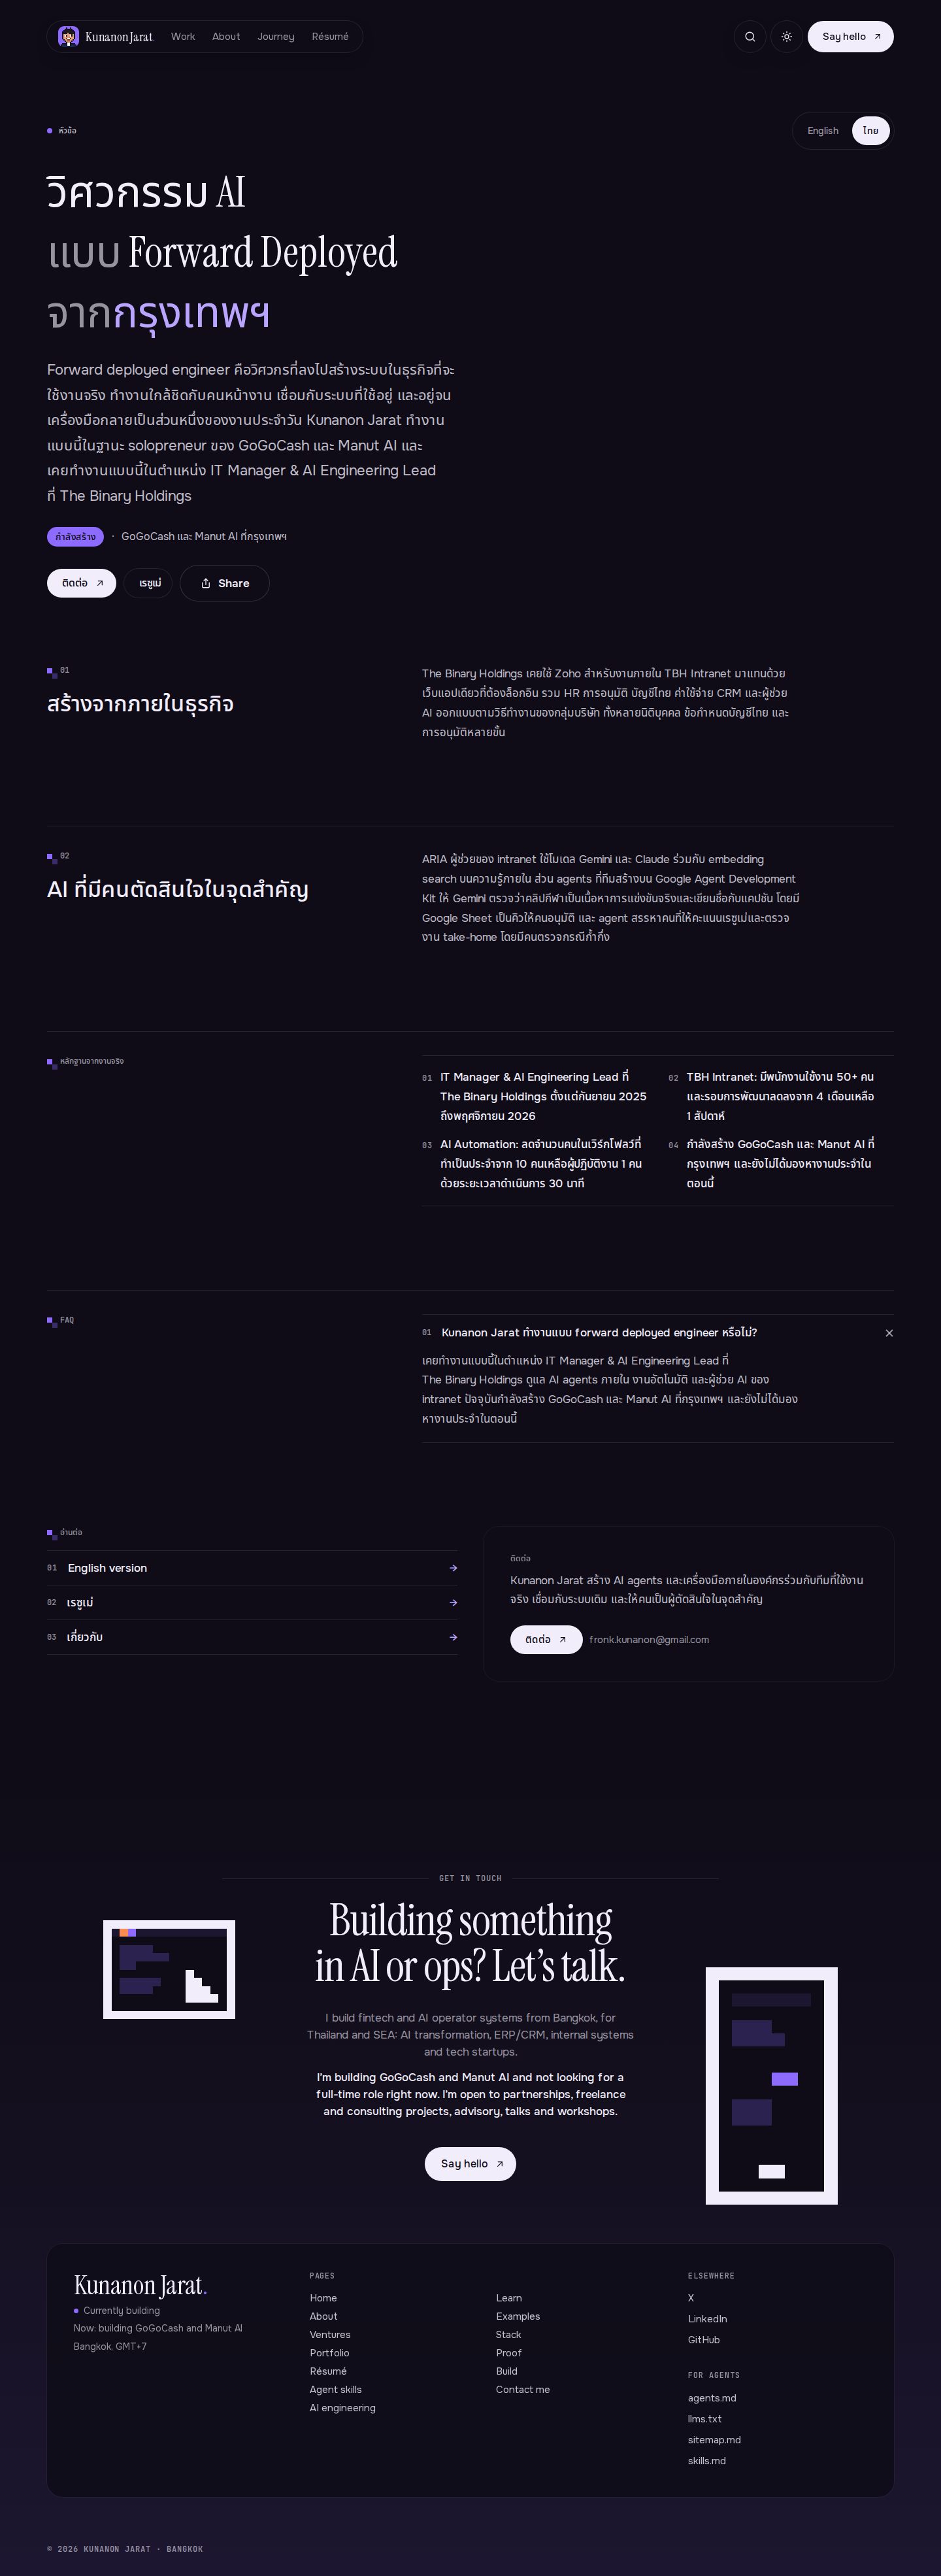 Kunanon Jarat.
Work
About
Journey
Résumé
Say hello
หัวข้อ
English
ไทย
วิศวกรรม AI
แบบ Forward Deployed
จากกรุงเทพฯ
Forward deployed engineer คือวิศวกรที่ลงไปสร้างระบบในธุรกิจที่จะ
ใช้งานจริง ทำงานใกล้ชิดกับคนหน้างาน เชื่อมกับระบบที่ใช้อยู่ และอยู่จน
เครื่องมือกลายเป็นส่วนหนึ่งของงานประจำวัน Kunanon Jarat ทำงาน
แบบนี้ในฐานะ solopreneur ของ GoGoCash และ Manut AI และ
เคยทำงานแบบนี้ในตำแหน่ง IT Manager & AI Engineering Lead
ที่ The Binary Holdings
กำลังสร้าง · GoGoCash และ Manut AI ที่กรุงเทพฯ
ติดต่อ
เรซูเม่
Share
01
สร้างจากภายในธุรกิจ
The Binary Holdings เคยใช้ Zoho สำหรับงานภายใน TBH Intranet มาแทนด้วย
เว็บแอปเดียวที่ต้องล็อกอิน รวม HR การอนุมัติ บัญชีไทย ค่าใช้จ่าย CRM และผู้ช่วย
AI ออกแบบตามวิธีทำงานของกลุ่มบริษัท ทั้งหลายนิติบุคคล ข้อกำหนดบัญชีไทย และ
การอนุมัติหลายขั้น
02
AI ที่มีคนตัดสินใจในจุดสำคัญ
ARIA ผู้ช่วยของ intranet ใช้โมเดล Gemini และ Claude ร่วมกับ embedding
search บนความรู้ภายใน ส่วน agents ที่ทีมสร้างบน Google Agent Development
Kit ให้ Gemini ตรวจว่าคลิปกีฬาเป็นเนื้อหาการแข่งขันจริงและเขียนชื่อกับแคปชัน โดยมี
Google Sheet เป็นคิวให้คนอนุมัติ และ agent สรรหาคนที่ให้คะแนนเรซูเม่และตรวจ
งาน take-home โดยมีคนตรวจกรณีก้ำกึ่ง
หลักฐานจากงานจริง
01 IT Manager & AI Engineering Lead ที่
The Binary Holdings ตั้งแต่กันยายน 2025
ถึงพฤศจิกายน 2026
02 TBH Intranet: มีพนักงานใช้งาน 50+ คน
และรอบการพัฒนาลดลงจาก 4 เดือนเหลือ
1 สัปดาห์
03 AI Automation: ลดจำนวนคนในเวิร์กโฟลว์ที่
ทำเป็นประจำจาก 10 คนเหลือผู้ปฏิบัติงาน 1 คน
ด้วยระยะเวลาดำเนินการ 30 นาที
04 กำลังสร้าง GoGoCash และ Manut AI ที่
กรุงเทพฯ และยังไม่ได้มองหางานประจำใน
ตอนนี้
FAQ
01 Kunanon Jarat ทำงานแบบ forward deployed engineer หรือไม่?
เคยทำงานแบบนี้ในตำแหน่ง IT Manager & AI Engineering Lead ที่
The Binary Holdings ดูแล AI agents ภายใน งานอัตโนมัติ และผู้ช่วย AI ของ
intranet ปัจจุบันกำลังสร้าง GoGoCash และ Manut AI ที่กรุงเทพฯ และยังไม่ได้มอง
หางานประจำในตอนนี้
อ่านต่อ
01 English version
02 เรซูเม่
03 เกี่ยวกับ
ติดต่อ
Kunanon Jarat สร้าง AI agents และเครื่องมือภายในองค์กรร่วมกับทีมที่ใช้งาน
จริง เชื่อมกับระบบเดิม และให้คนเป็นผู้ตัดสินใจในจุดสำคัญ
ติดต่อ
fronk.kunanon@gmail.com
GET IN TOUCH
Building something
in AI or ops? Let's talk.
I build fintech and AI operator systems from Bangkok, for
Thailand and SEA: AI transformation, ERP/CRM, internal systems
and tech startups.
I'm building GoGoCash and Manut AI and not looking for a
full-time role right now. I'm open to partnerships, freelance
and consulting projects, advisory, talks and workshops.
Say hello
Kunanon Jarat.
Currently building
Now: building GoGoCash and Manut AI
Bangkok, GMT+7
PAGES
Home
About
Ventures
Portfolio
Résumé
Agent skills
AI engineering
Learn
Examples
Stack
Proof
Build
Contact me
ELSEWHERE
X
LinkedIn
GitHub
FOR AGENTS
agents.md
llms.txt
sitemap.md
skills.md
© 2026 KUNANON JARAT · BANGKOK